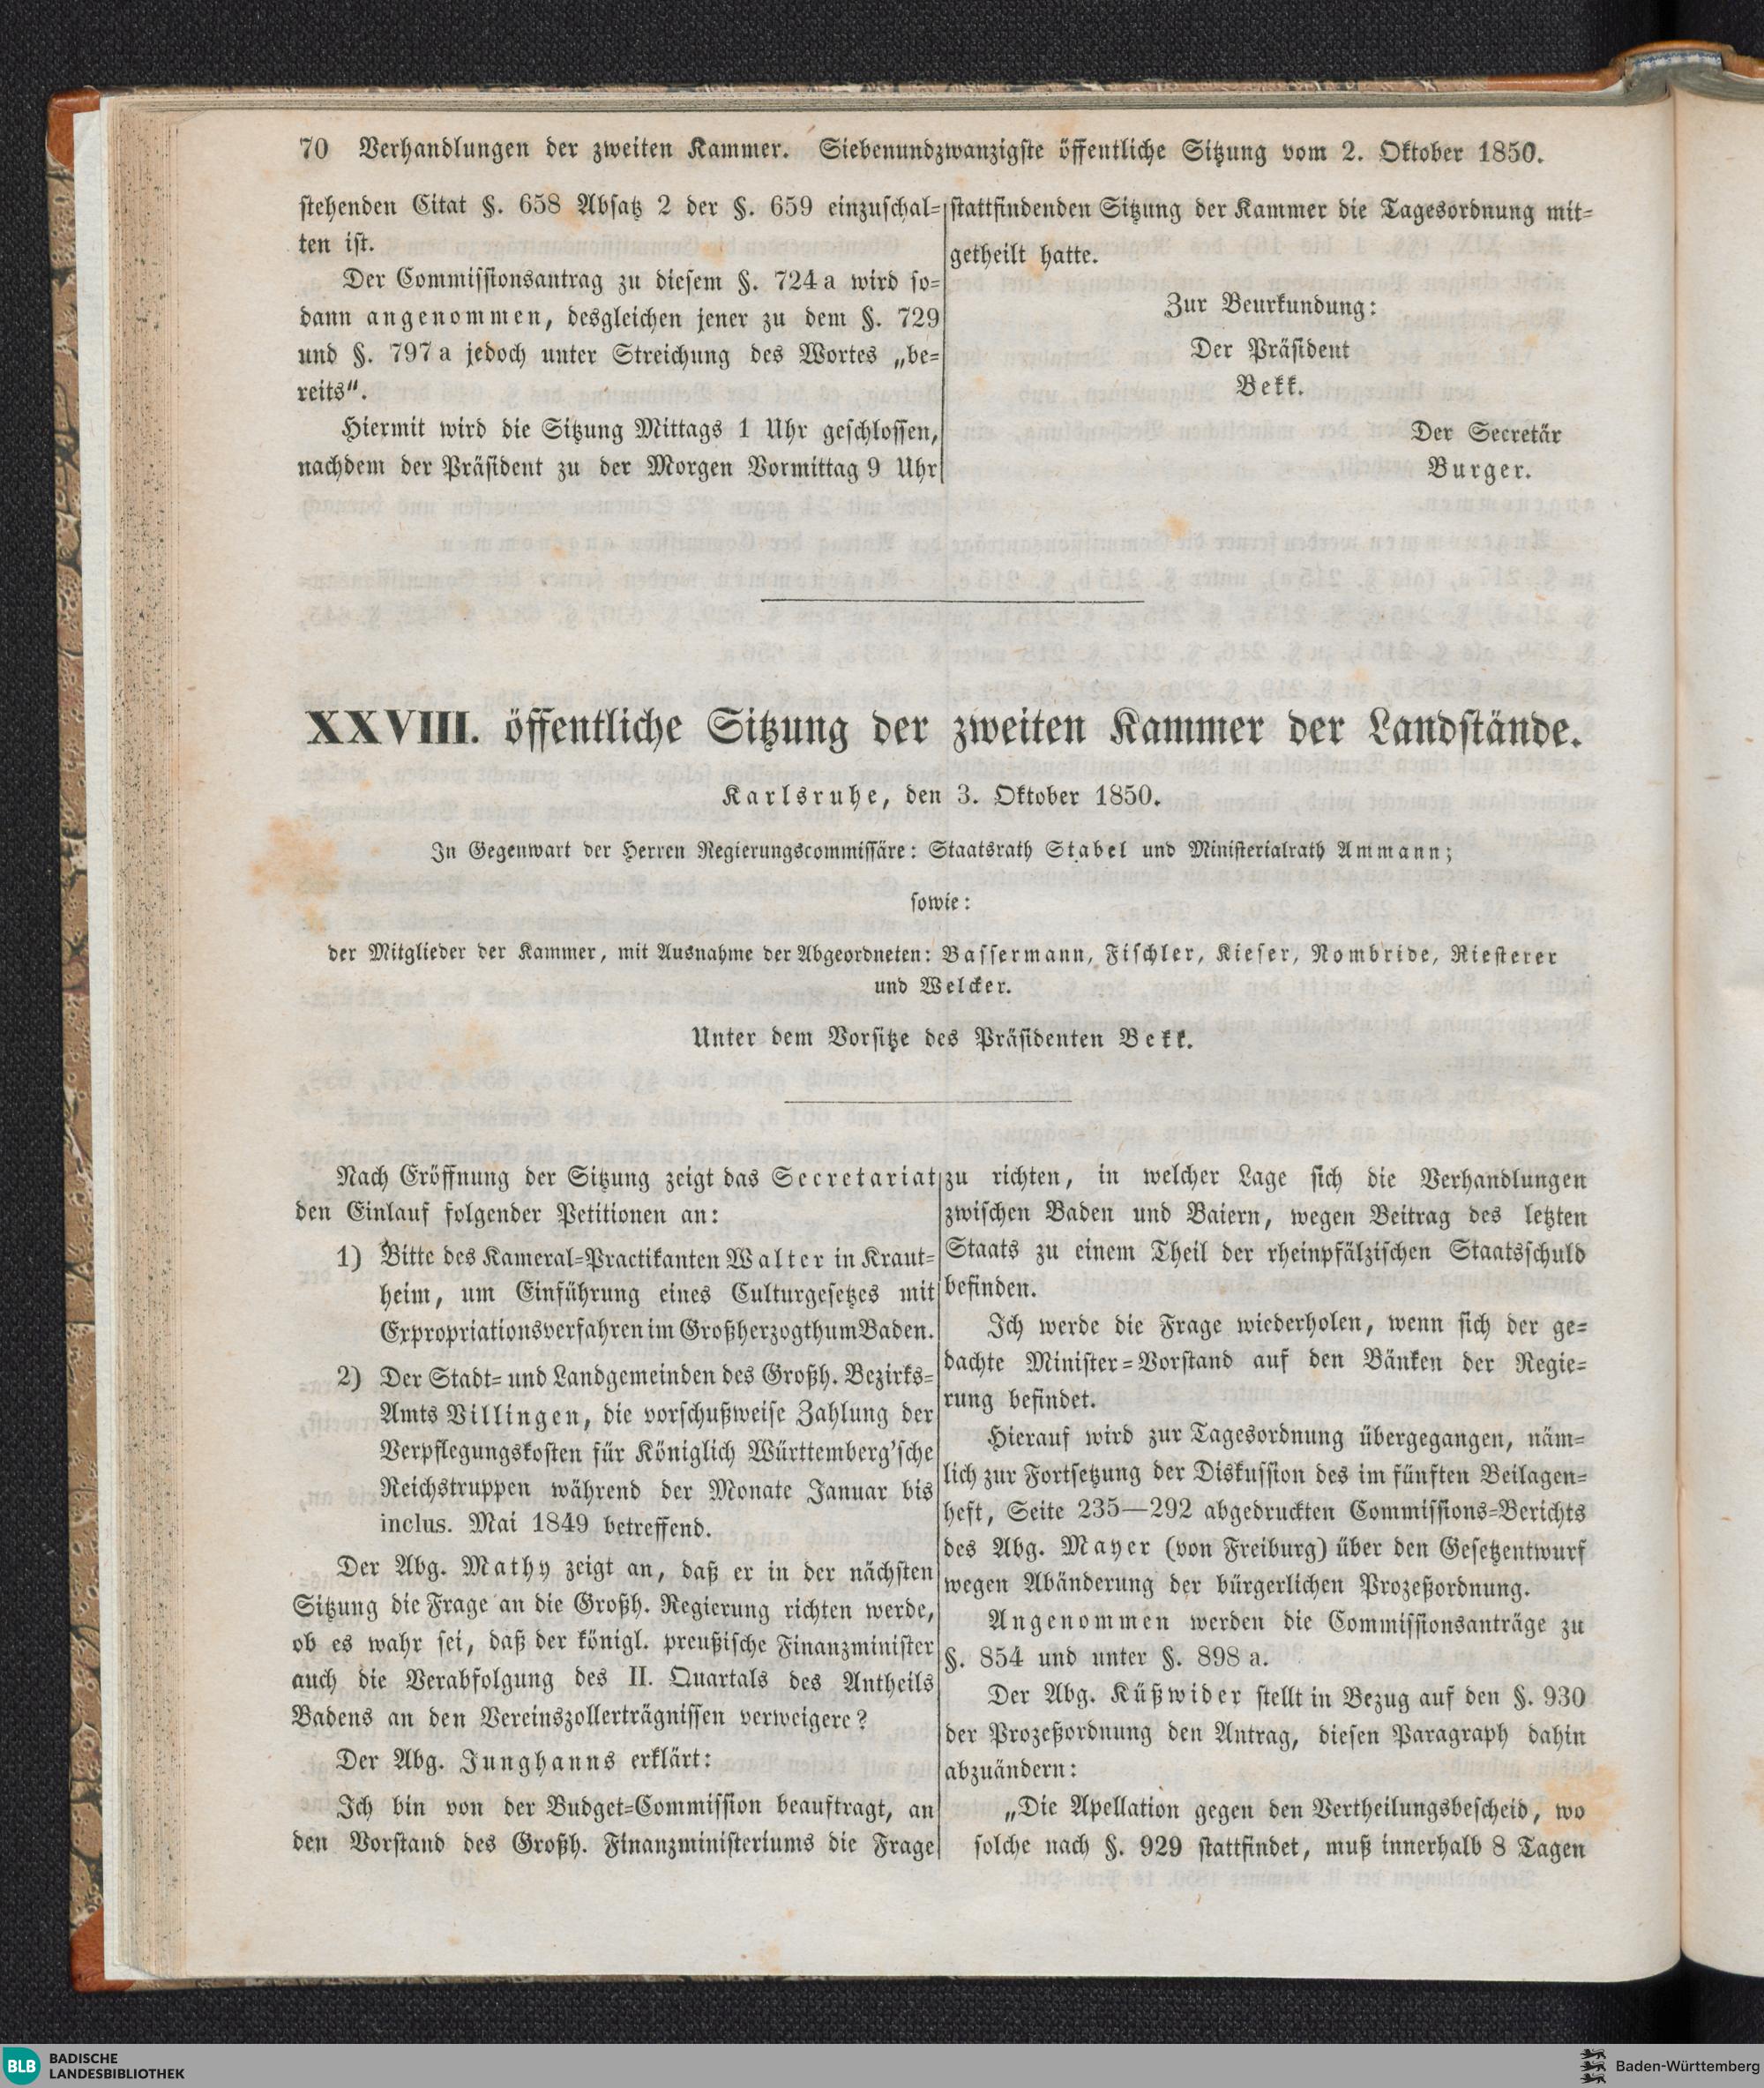 70 Verhandlungen der zweiten Kammer. Siebenundzwanzigste öffentliche Sitzung vom 2. Oktober 1850.
stehenden Citat §. 658 Absatz 2 der §. 659 einzuschal-
ten ist.
Der Commissionsantrag zu diesem §. 724 a wird so-
dann angenommen, desgleichen jener zu dem §. 729
und §. 797 a jedoch unter Streichung des Wortes „be-
reits“.
Hiermit wird die Sitzung Mittags 1 Uhr geschlossen,
nachdem der Präsident zu der Morgen Vormittag 9 Uhr
stattfindenden Sitzung der Kammer die Tagesordnung mit-
getheilt hatte.
Zur Beurkundung:
Der Präsident
Bekk.
Der Secretär
Burger.
XXVIII. öffentliche Sitzung der zweiten Kammer der Landstände.
Karlsruhe, den 3. Oktober 1850.
In Gegenwart der Herren Regierungscommissäre: Staatsrath Stabel und Ministerialrath Ammann;
sowie:
der Mitglieder der Kammer, mit Ausnahme der Abgeordneten: Bassermann, Fischler, Kieser, Nombride, Riesterer
und Welcker.
Unter dem Vorsitze des Präsidenten Bekk.
Nach Eröffnung der Sitzung zeigt das Secretariat
den Einlauf folgender Petitionen an:
1) Bitte des Kameral-Practikanten Walter in Kraut-
heim, um Einführung eines Culturgesetzes mit
Expropriationsverfahren im Großherzogthum Baden.
2) Der Stadt- und Landgemeinden des Großh. Bezirks-
Amts Villingen, die vorschußweise Zahlung der
Verpflegungskosten für Königlich Württemberg'sche
Reichstruppen während der Monate Januar bis
inclus. Mai 1849 betreffend.
Der Abg. Mathy zeigt an, daß er in der nächsten
Sitzung die Frage an die Großh. Regierung richten werde,
ob es wahr sei, daß der königl. preußische Finanzminister
auch die Verabfolgung des II. Quartals des Antheils
Badens an den Vereinszollerträgnissen verweigere?
Der Abg. Junghanns erklärt:
Ich bin von der Budget-Commission beauftragt, an
den Vorstand des Großh. Finanzministeriums die Frage
zu richten, in welcher Lage sich die Verhandlungen
zwischen Baden und Baiern, wegen Beitrag des letzten
Staats zu einem Theil der rheinpfälzischen Staatsschuld
befinden.
Ich werde die Frage wiederholen, wenn sich der ge-
dachte Minister-Vorstand auf den Bänken der Regie-
rung befindet.
Hierauf wird zur Tagesordnung übergegangen, näm-
lich zur Fortsetzung der Diskussion des im fünften Beilagen-
heft, Seite 235—292 abgedruckten Commissions-Berichts
des Abg. Mayer (von Freiburg) über den Gesetzentwurf
wegen Abänderung der bürgerlichen Prozeßordnung.
Angenommen werden die Commissionsanträge zu
§. 854 und unter §. 898 a.
Der Abg. Küßwider stellt in Bezug auf den §. 930
der Prozeßordnung den Antrag, diesen Paragraph dahin
abzuändern:
„Die Apellation gegen den Vertheilungsbescheid, wo
solche nach §. 929 stattfindet, muß innerhalb 8 Tagen
BLB BADISCHE
LANDESBIBLIOTHEK
Baden-Württemberg